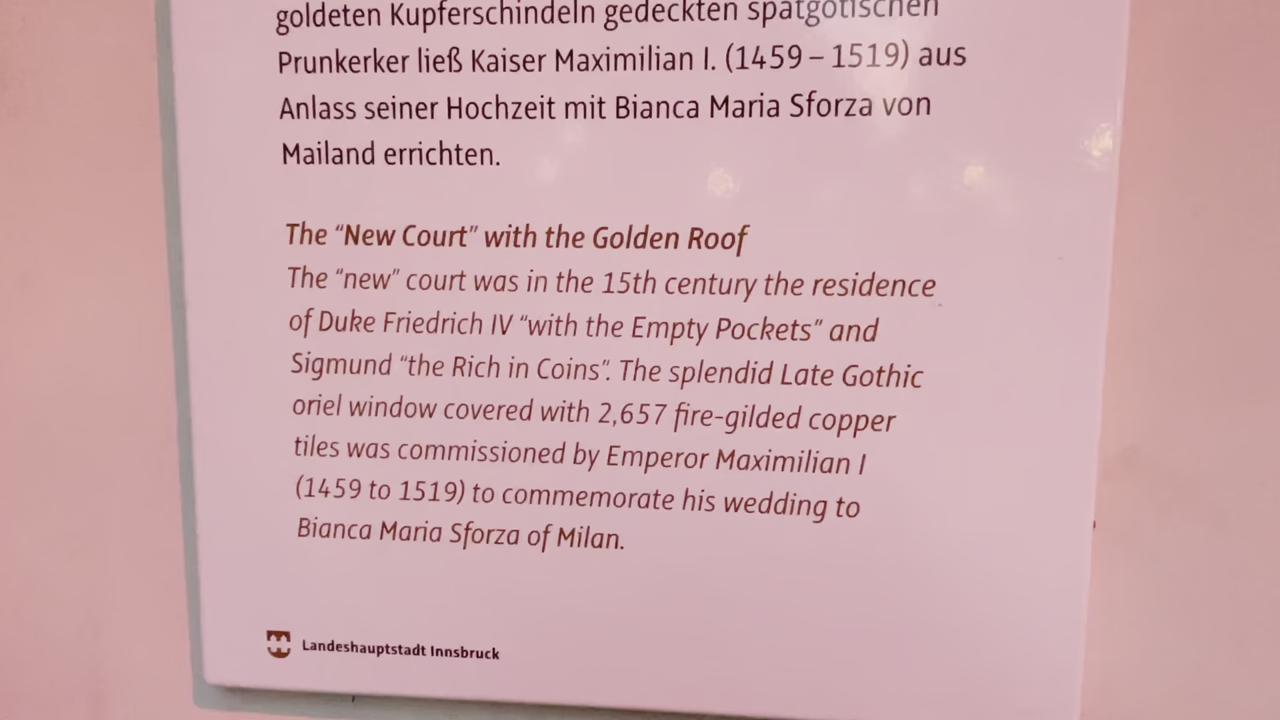 goldeten Kupferschindeln gedeckten spätgotischen
Prunkerker ließ Kaiser Maximilian I. (1459 – 1519) aus
Anlass seiner Hochzeit mit Bianca Maria Sforza von
Mailand errichten.
The “New Court” with the Golden Roof
The “new” court was in the 15th century the residence
of Duke Friedrich IV “with the Empty Pockets” and
Sigmund “the Rich in Coins”. The splendid Late Gothic
oriel window covered with 2,657 fire-gilded copper
tiles was commissioned by Emperor Maximilian I
(1459 to 1519) to commemorate his wedding to
Bianca Maria Sforza of Milan.
Landeshauptstadt Innsbruck